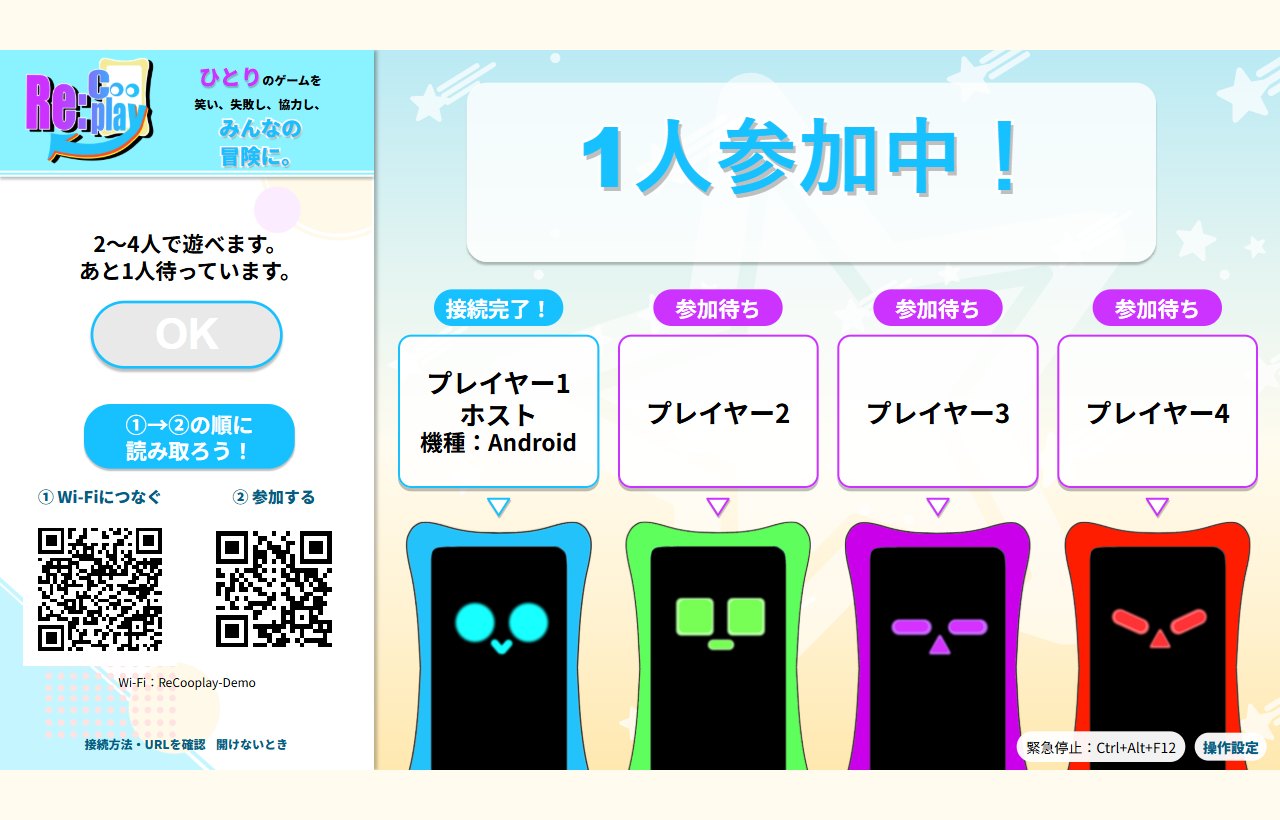 Re:Coo
play
ひとりのゲームを
笑い、失敗し、協力し、
みんなの
冒険に。
2〜4人で遊べます。
あと1人待っています。
OK
①→②の順に
読み取ろう！
① Wi-Fiにつなぐ
② 参加する
Wi-Fi：ReCooplay-Demo
接続方法・URLを確認 開けないとき
1人参加中！
接続完了！
参加待ち
参加待ち
参加待ち
プレイヤー1
ホスト
機種：Android
プレイヤー2
プレイヤー3
プレイヤー4
緊急停止：Ctrl+Alt+F12
操作設定